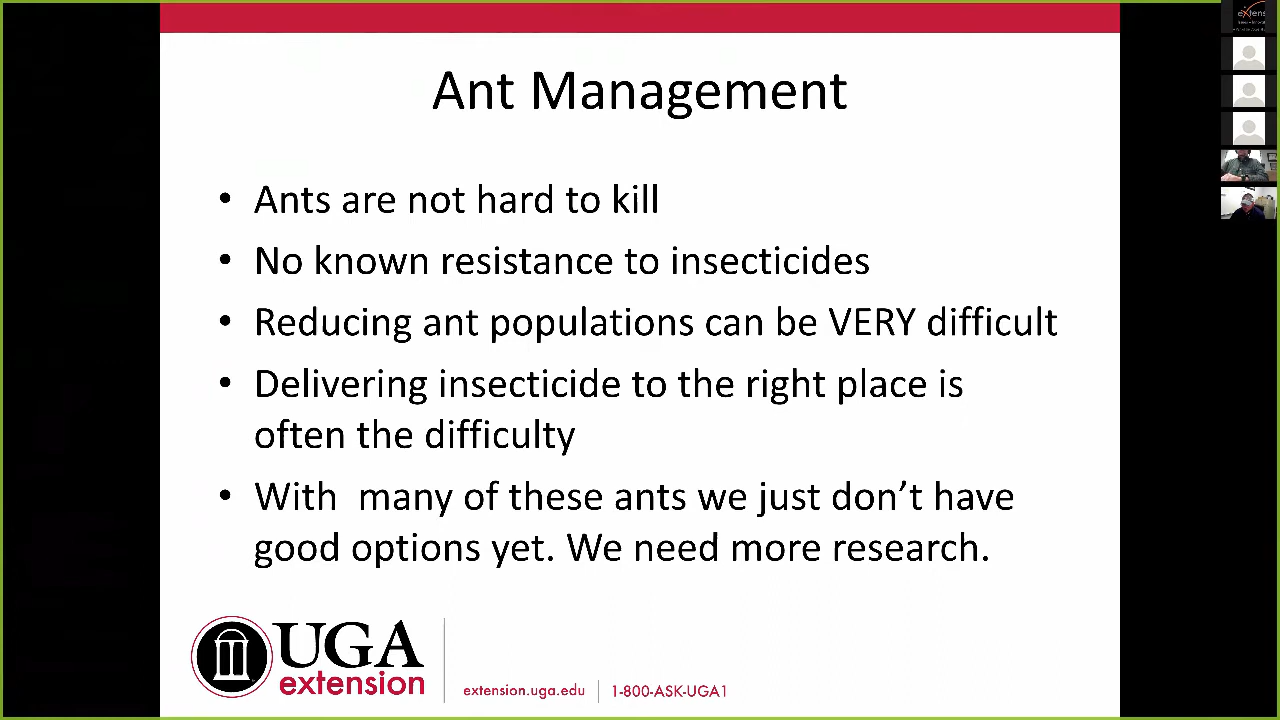 Ant Management
• Ants are not hard to kill
• No known resistance to insecticides
• Reducing ant populations can be VERY difficult
• Delivering insecticide to the right place is
often the difficulty
• With  many of these ants we just don't have
good options yet. We need more research.
UGA
extension
extension.uga.edu
1-800-ASK-UGA1